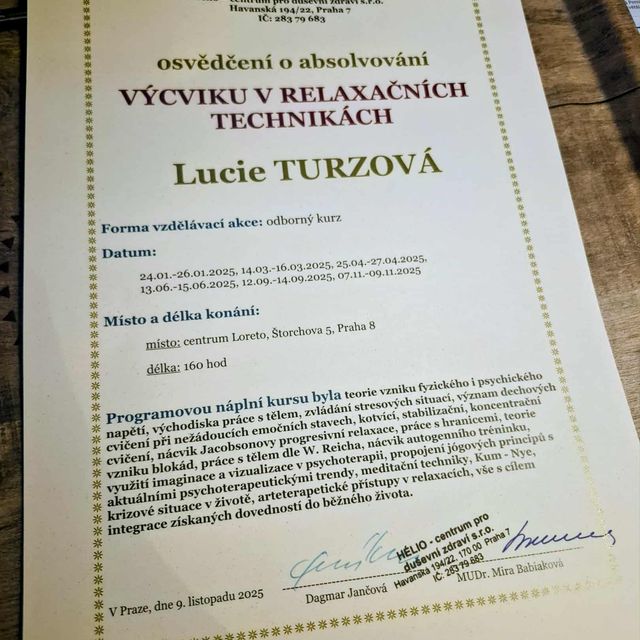 centrum pro duševní zdraví s.r.o.
Havanská 194/22, Praha 7
IČ: 283 79 683
osvědčení o absolvování
VÝCVIKU V RELAXAČNÍCH
TECHNIKÁCH
Lucie TURZOVÁ
Forma vzdělávací akce: odborný kurz
Datum:
24.01.-26.01.2025, 14.03.-16.03.2025, 25.04.-27.04.2025,
13.06.-15.06.2025, 12.09.-14.09.2025, 07.11.-09.11.2025
Místo a délka konání:
místo: centrum Loreto, Štorchova 5, Praha 8
délka: 160 hod
Programovou náplní kursu byla teorie vzniku fyzického i psychického
napětí, východiska práce s tělem, zvládání stresových situací, význam dechových
cvičení při nežádoucích emočních stavech, kotvící, stabilizační, koncentrační
cvičení, nácvik Jacobsonovy progresivní relaxace, práce s hranicemi, teorie
vzniku blokád, práce s tělem dle W. Reicha, nácvik autogenního tréninku,
využití imaginace a vizualizace v psychoterapii, propojení jógových principů s
aktuálními psychoterapeutickými trendy, meditační techniky, Kum - Nye,
krizové situace v životě, arteterapetické přístupy v relaxacích, vše s cílem
integrace získaných dovedností do běžného života.
HÉLIO - centrum pro
duševní zdraví s.r.o.
Havanská 194/22, 170 00 Praha 7
IČ: 283 79 683
V Praze, dne 9. listopadu 2025
Dagmar Jančová
MUDr. Mira Babiaková